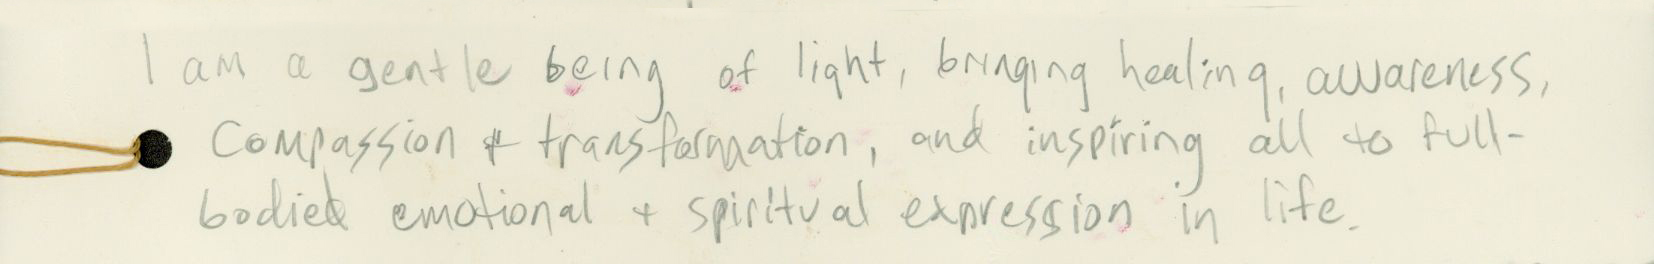 I am a gentle being of light, bringing healing, awareness,
Compassion + transformation, and inspiring all to full-
bodied emotional + spiritual expression in life.